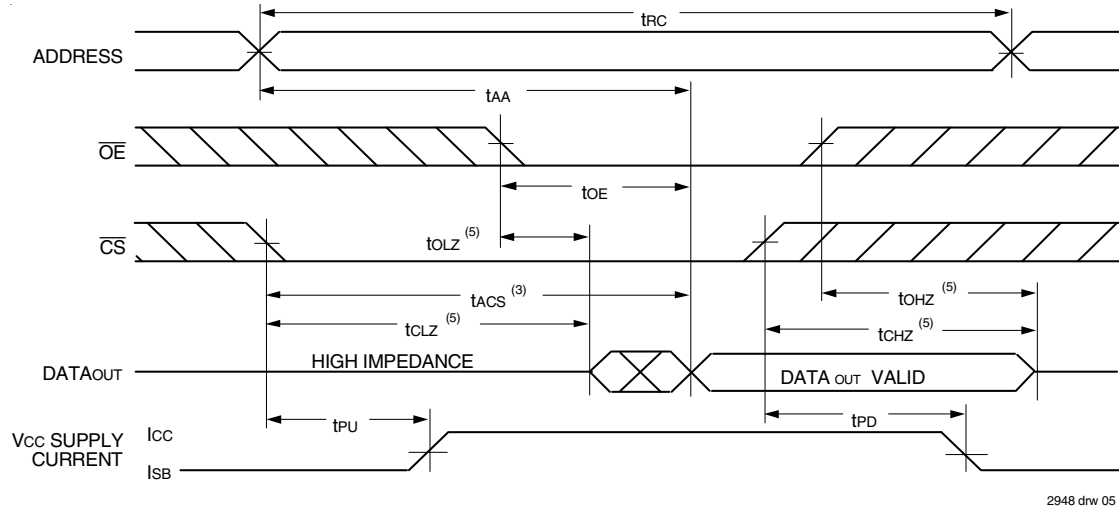 tRC
ADDRESS
tAA
OE
tOE
CS
tOLZ (5)
tACS (3)
tOHZ (5)
tCLZ (5)
tCHZ (5)
HIGH IMPEDANCE
DATAOUT
DATA OUT VALID
tPU
tPD
VCC SUPPLY
CURRENT
ICC
ISB
2948 drw 05